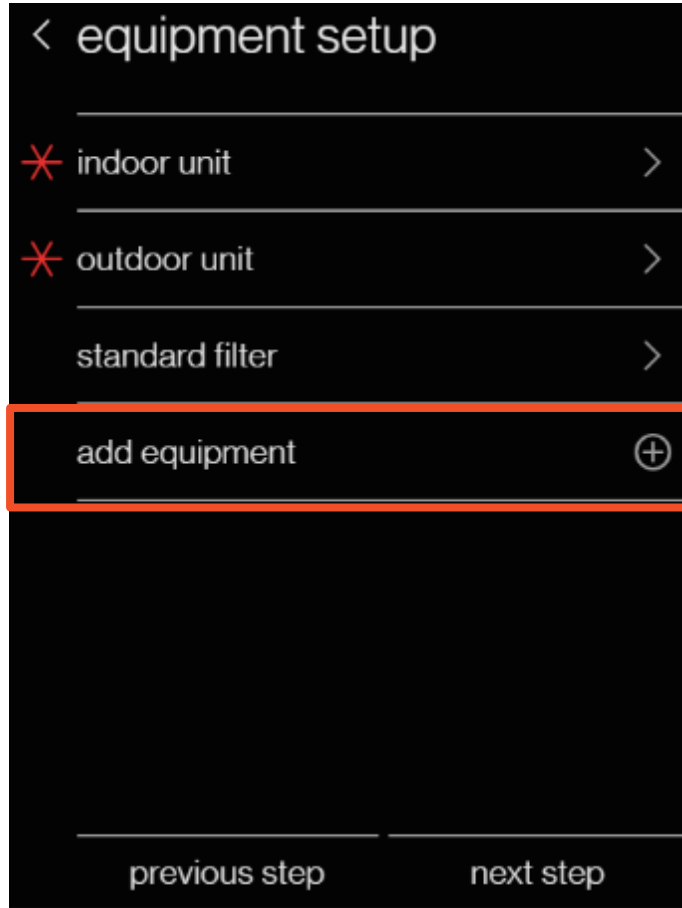 equipment setup
indoor unit
outdoor unit
standard filter
add equipment
previous step
next step